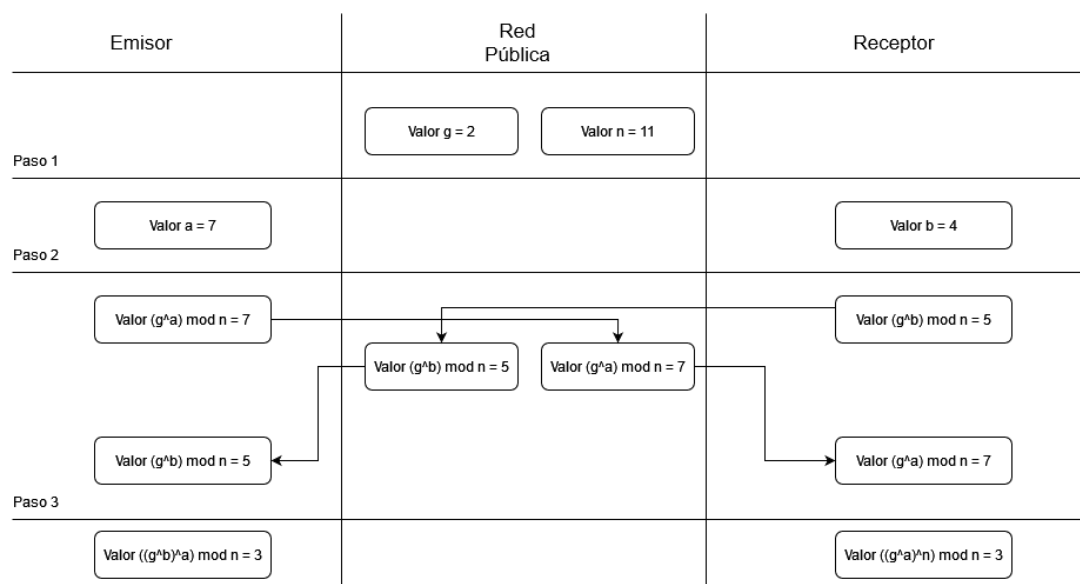 Emisor
Red
Pública
Receptor
Valor g = 2
Valor n = 11
Paso 1
Valor a = 7
Valor b = 4
Paso 2
Valor (g^a) mod n = 7
Valor (g^b) mod n = 5
Valor (g^b) mod n = 5
Valor (g^a) mod n = 7
Valor (g^b) mod n = 5
Valor (g^a) mod n = 7
Paso 3
Valor ((g^b)^a) mod n = 3
Valor ((g^a)^n) mod n = 3